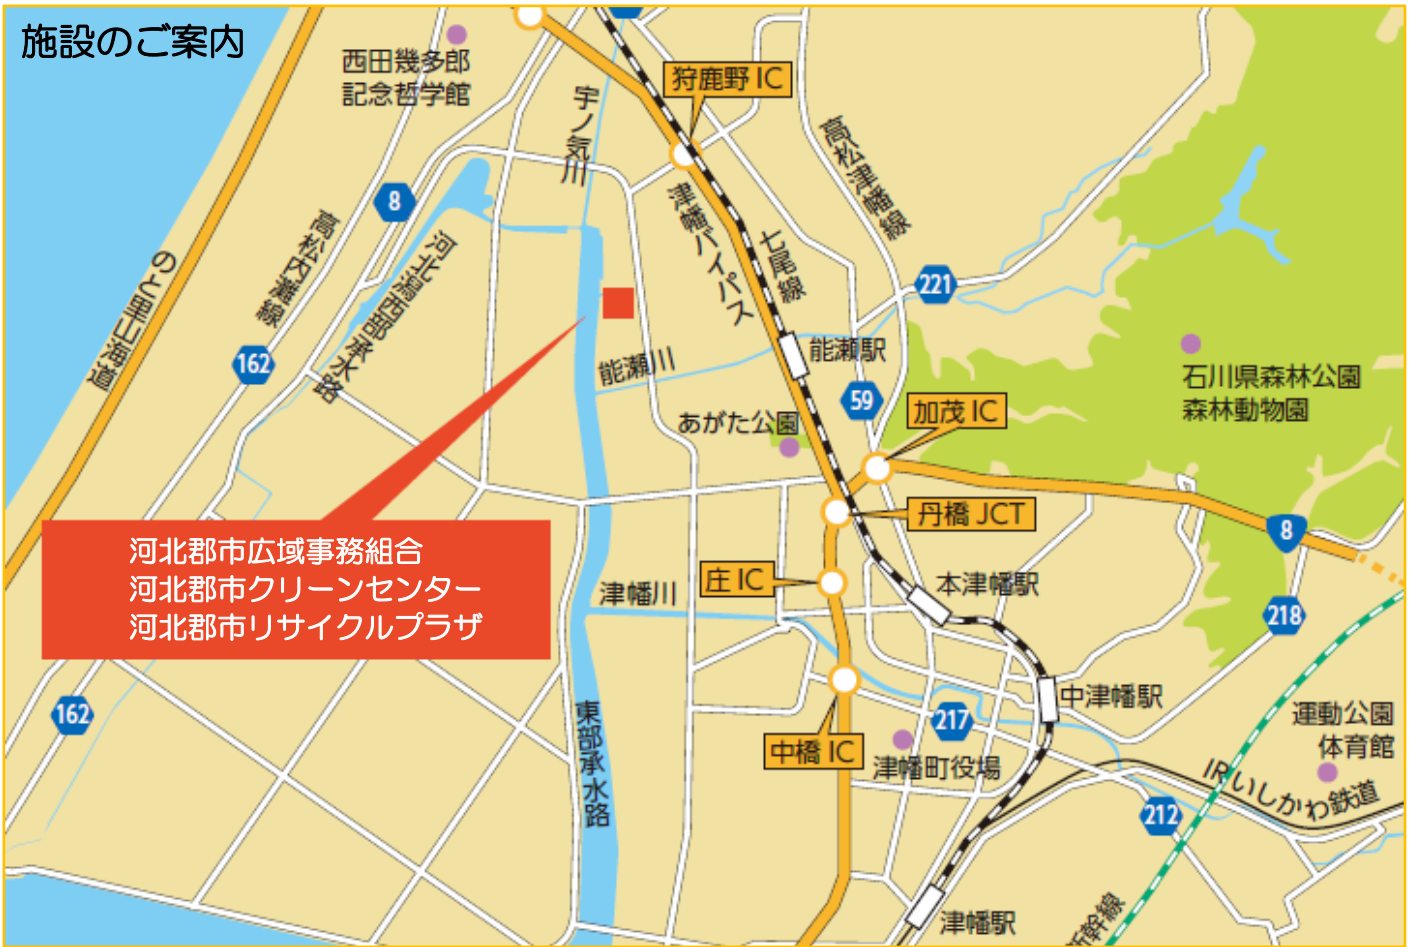 施設のご案内
西田幾多郎
記念哲学館
宇ノ気川
狩鹿野 IC
高松津幡線
8
高松内灘線
河北潟西部承水路
津幡バイパス
七尾線
のと里山海道
221
162
能瀬川
能瀬駅
59
石川県森林公園
森林動物園
あがた公園
加茂 IC
丹橋 JCT
8
河北郡市広域事務組合
河北郡市クリーンセンター
河北郡市リサイクルプラザ
庄 IC
津幡川
本津幡駅
218
162
東部承水路
中津幡駅
217
運動公園
体育館
中橋 IC
津幡町役場
IRいしかわ鉄道
212
津幡駅
新幹線